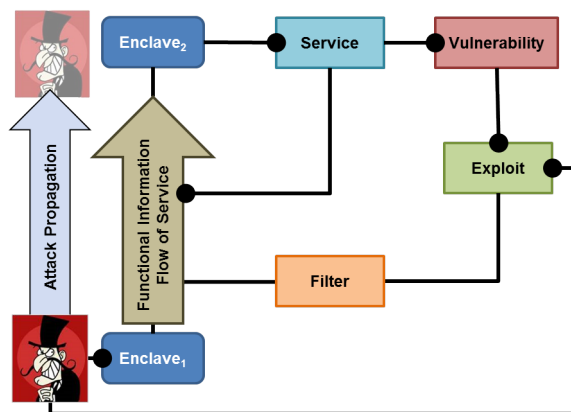 Enclave₂
Service
Vulnerability
Attack Propagation
Functional Information
Flow of Service
Exploit
Filter
Enclave₁